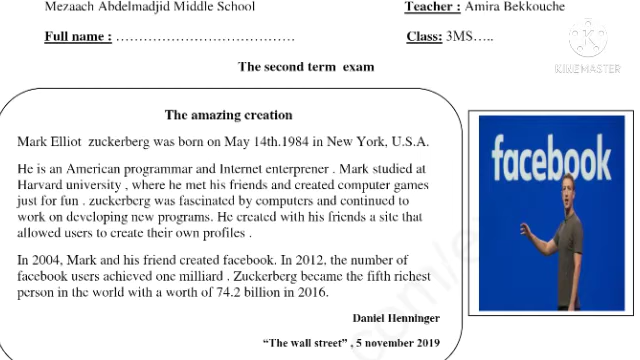 Mezaach Abdelmadjid Middle School Teacher : Amira Bekkouche
Full name : ………………………………… Class: 3MS…..
KINEMASTER
The second term exam
The amazing creation
Mark Elliot zuckerberg was born on May 14th.1984 in New York, U.S.A.
He is an American programmar and Internet enterprener . Mark studied at
Harvard university , where he met his friends and created computer games
just for fun . zuckerberg was fascinated by computers and continued to
work on developing new programs. He created with his friends a site that
allowed users to create their own profiles .
In 2004, Mark and his friend created facebook. In 2012, the number of
facebook users achieved one milliard . Zuckerberg became the fifth richest
person in the world with a worth of 74.2 billion in 2016.
Daniel Henninger
“The wall street” , 5 november 2019
facebook